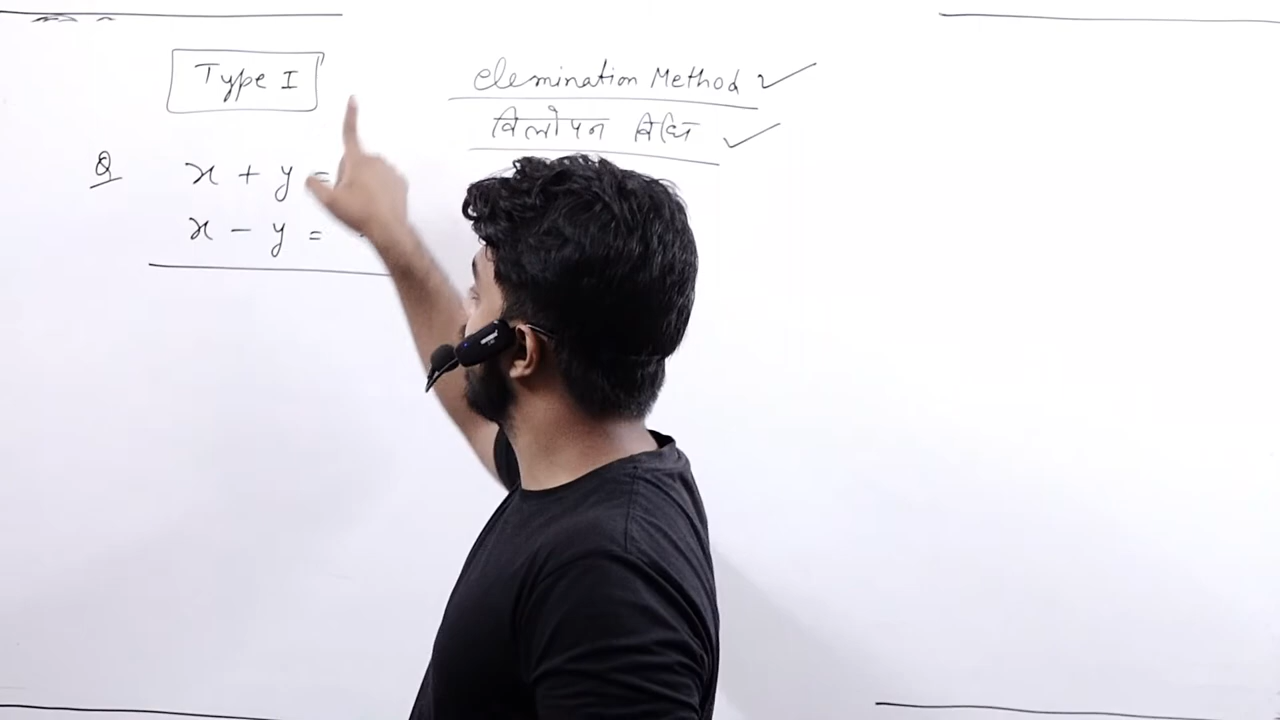 Type I
elemination Method
विलोपन विधि
Q x + y =
x - y =